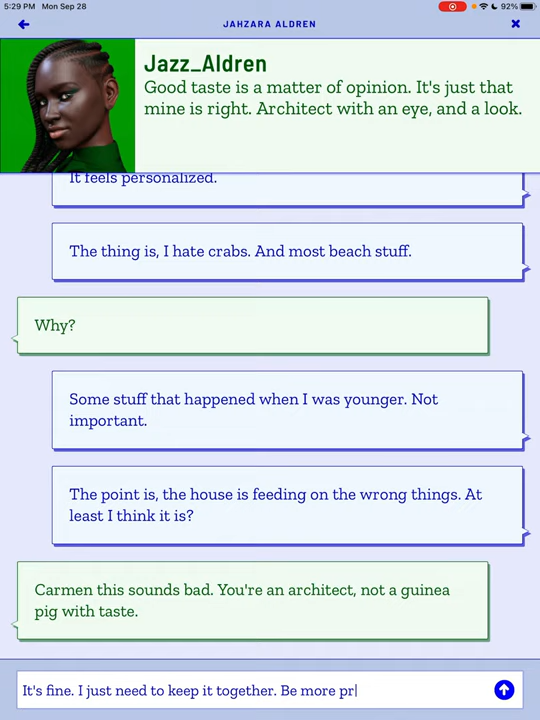 5:29 PM Mon Sep 28
92%
JAHZARA ALDREN
Jazz_Aldren
Good taste is a matter of opinion. It's just that
mine is right. Architect with an eye, and a look.
It feels personalized.
The thing is, I hate crabs. And most beach stuff.
Why?
Some stuff that happened when I was younger. Not
important.
The point is, the house is feeding on the wrong things. At
least I think it is?
Carmen this sounds bad. You're an architect, not a guinea
pig with taste.
It's fine. I just need to keep it together. Be more pr